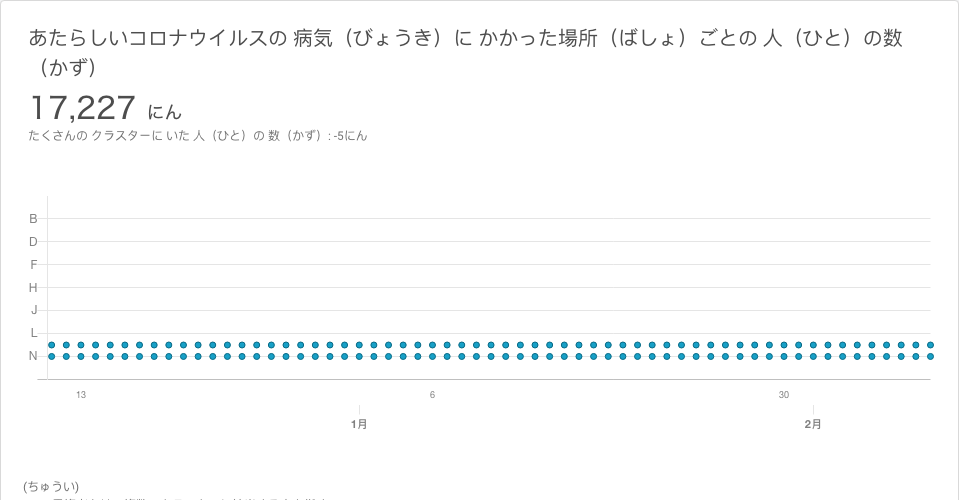 あたらしいコロナウイルスの 病気（びょうき）に かかった場所（ばしょ）ごとの 人（ひと）の数
（かず）
17,227 にん
たくさんの クラスターに いた 人（ひと）の 数（かず）: -5にん
B
D
F
H
J
L
N
13
6
30
1月
2月
(ちゅうい)